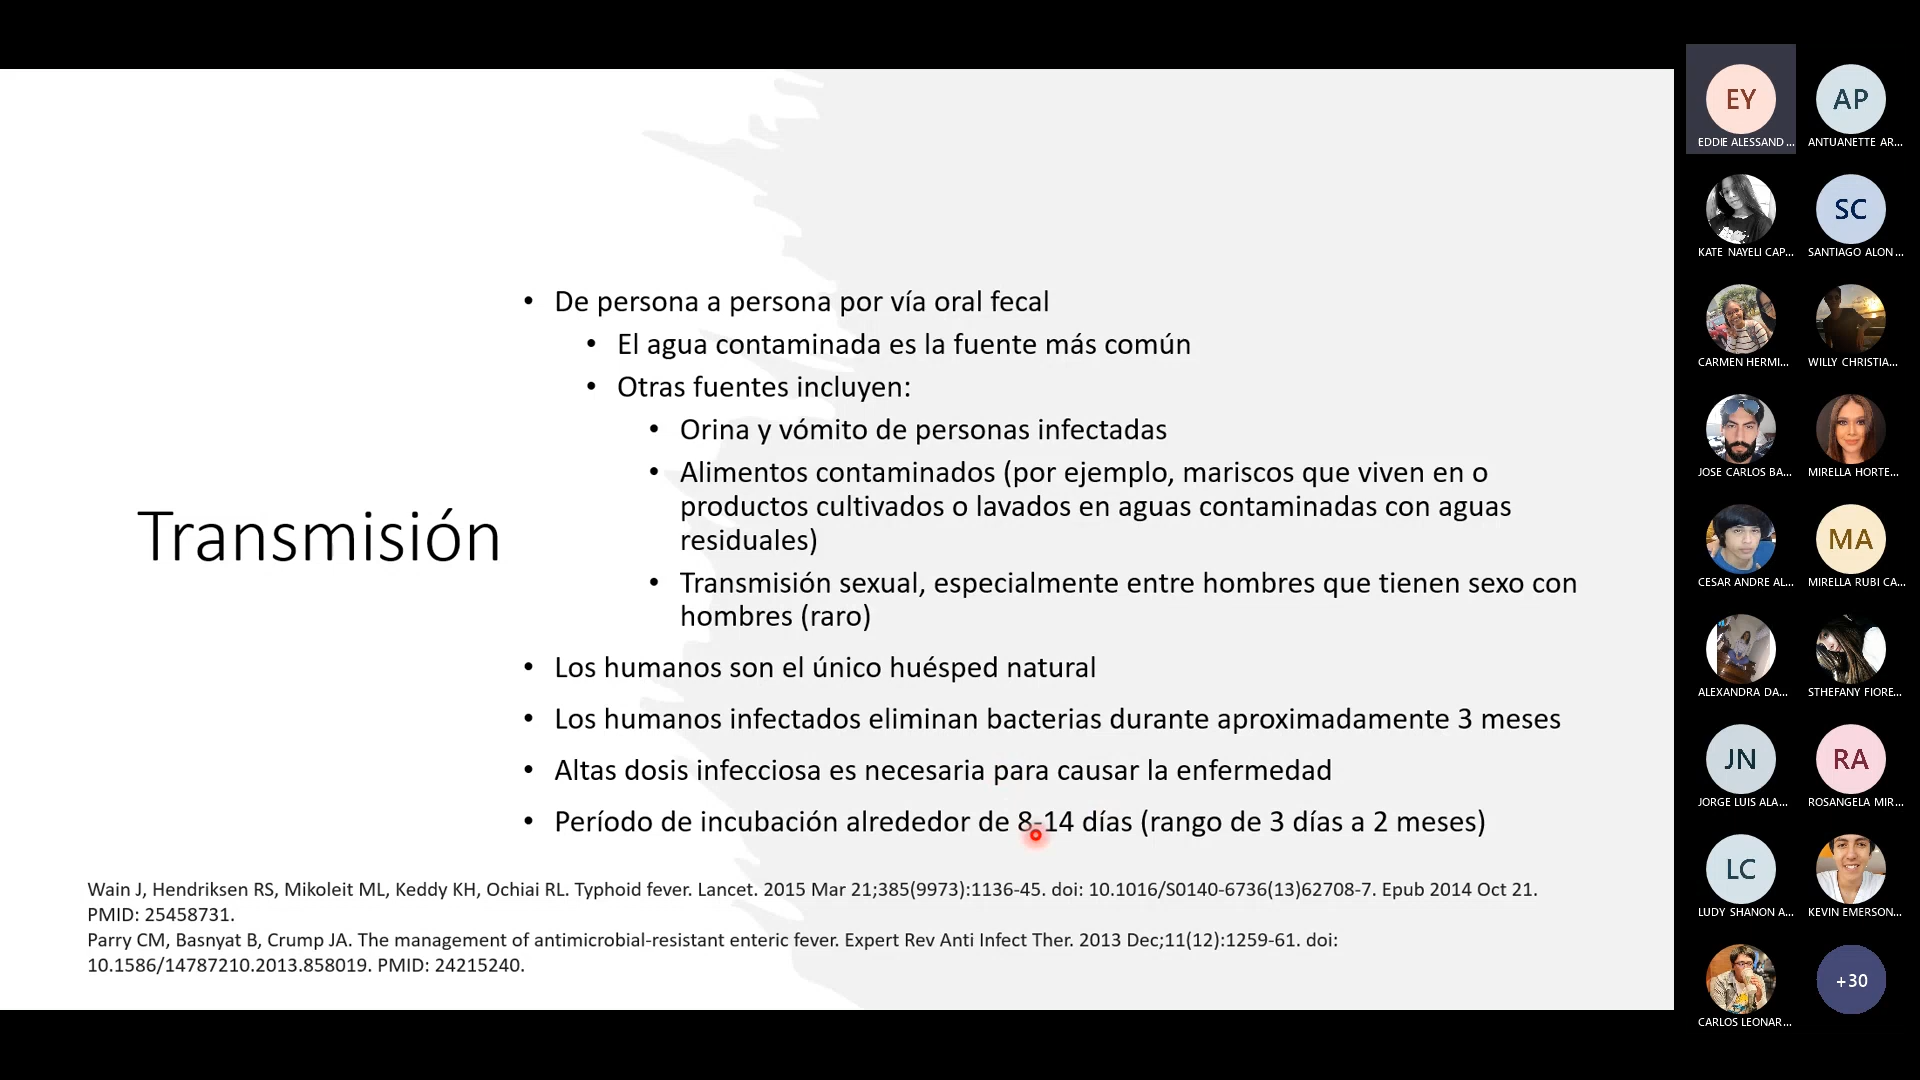 Transmisión
• De persona a persona por vía oral fecal
• El agua contaminada es la fuente más común
• Otras fuentes incluyen:
• Orina y vómito de personas infectadas
• Alimentos contaminados (por ejemplo, mariscos que viven en o
productos cultivados o lavados en aguas contaminadas con aguas
residuales)
• Transmisión sexual, especialmente entre hombres que tienen sexo con
hombres (raro)
• Los humanos son el único huésped natural
• Los humanos infectados eliminan bacterias durante aproximadamente 3 meses
• Altas dosis infecciosa es necesaria para causar la enfermedad
• Período de incubación alrededor de 8-14 días (rango de 3 días a 2 meses)
Wain J, Hendriksen RS, Mikoleit ML, Keddy KH, Ochiai RL. Typhoid fever. Lancet. 2015 Mar 21;385(9973):1136-45. doi: 10.1016/S0140-6736(13)62708-7. Epub 2014 Oct 21.
PMID: 25458731.
Parry CM, Basnyat B, Crump JA. The management of antimicrobial-resistant enteric fever. Expert Rev Anti Infect Ther. 2013 Dec;11(12):1259-61. doi:
10.1586/14787210.2013.858019. PMID: 24215240.
EY AP
EDDIE ALESSAND... ANTUANETTE AR...
SC
KATE NAYELI CAP... SANTIAGO ALON...
CARMEN HERMI... WILLY CHRISTIA...
JOSE CARLOS BA... MIRELLA HORTE...
MA
CESAR ANDRE AL... MIRELLA RUBI CA...
ALEXANDRA DA... STHEFANY FIORE...
JN RA
JORGE LUIS ALA... ROSANGELA MIR...
LC
LUDY SHANON A... KEVIN EMERSON...
+30
CARLOS LEONAR...